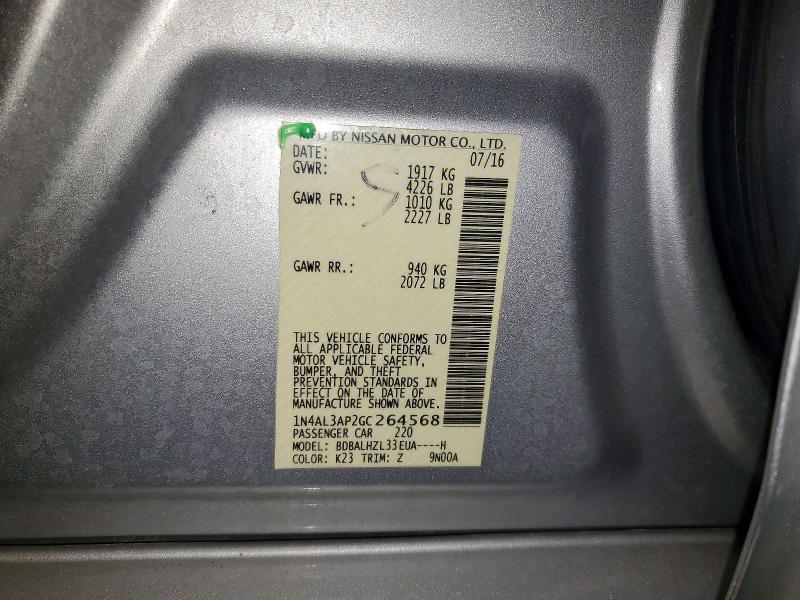 MFD BY NISSAN MOTOR CO., LTD.
DATE: 07/16
GVWR: 1917 KG
4226 LB
GAWR FR.: 1010 KG
2227 LB
GAWR RR.: 940 KG
2072 LB
THIS VEHICLE CONFORMS TO
ALL APPLICABLE FEDERAL
MOTOR VEHICLE SAFETY,
BUMPER, AND THEFT
PREVENTION STANDARDS IN
EFFECT ON THE DATE OF
MANUFACTURE SHOWN ABOVE.
1N4AL3AP2GC264568
PASSENGER CAR 220
MODEL: BDBALHZL33EUA----H
COLOR: K23 TRIM: Z 9N00A